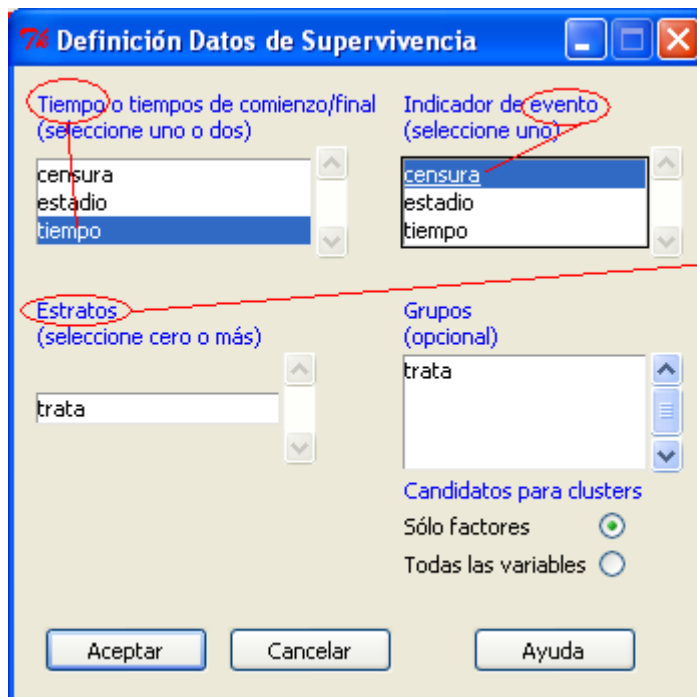 Definición Datos de Supervivencia
Tiempo o tiempos de comienzo/final
(seleccione uno o dos)
censura
estadio
tiempo
Indicador de evento
(seleccione uno)
censura
estadio
tiempo
Estratos
(seleccione cero o más)
trata
Grupos
(opcional)
trata
Candidatos para clusters
Sólo factores
Todas las variables
Aceptar
Cancelar
Ayuda